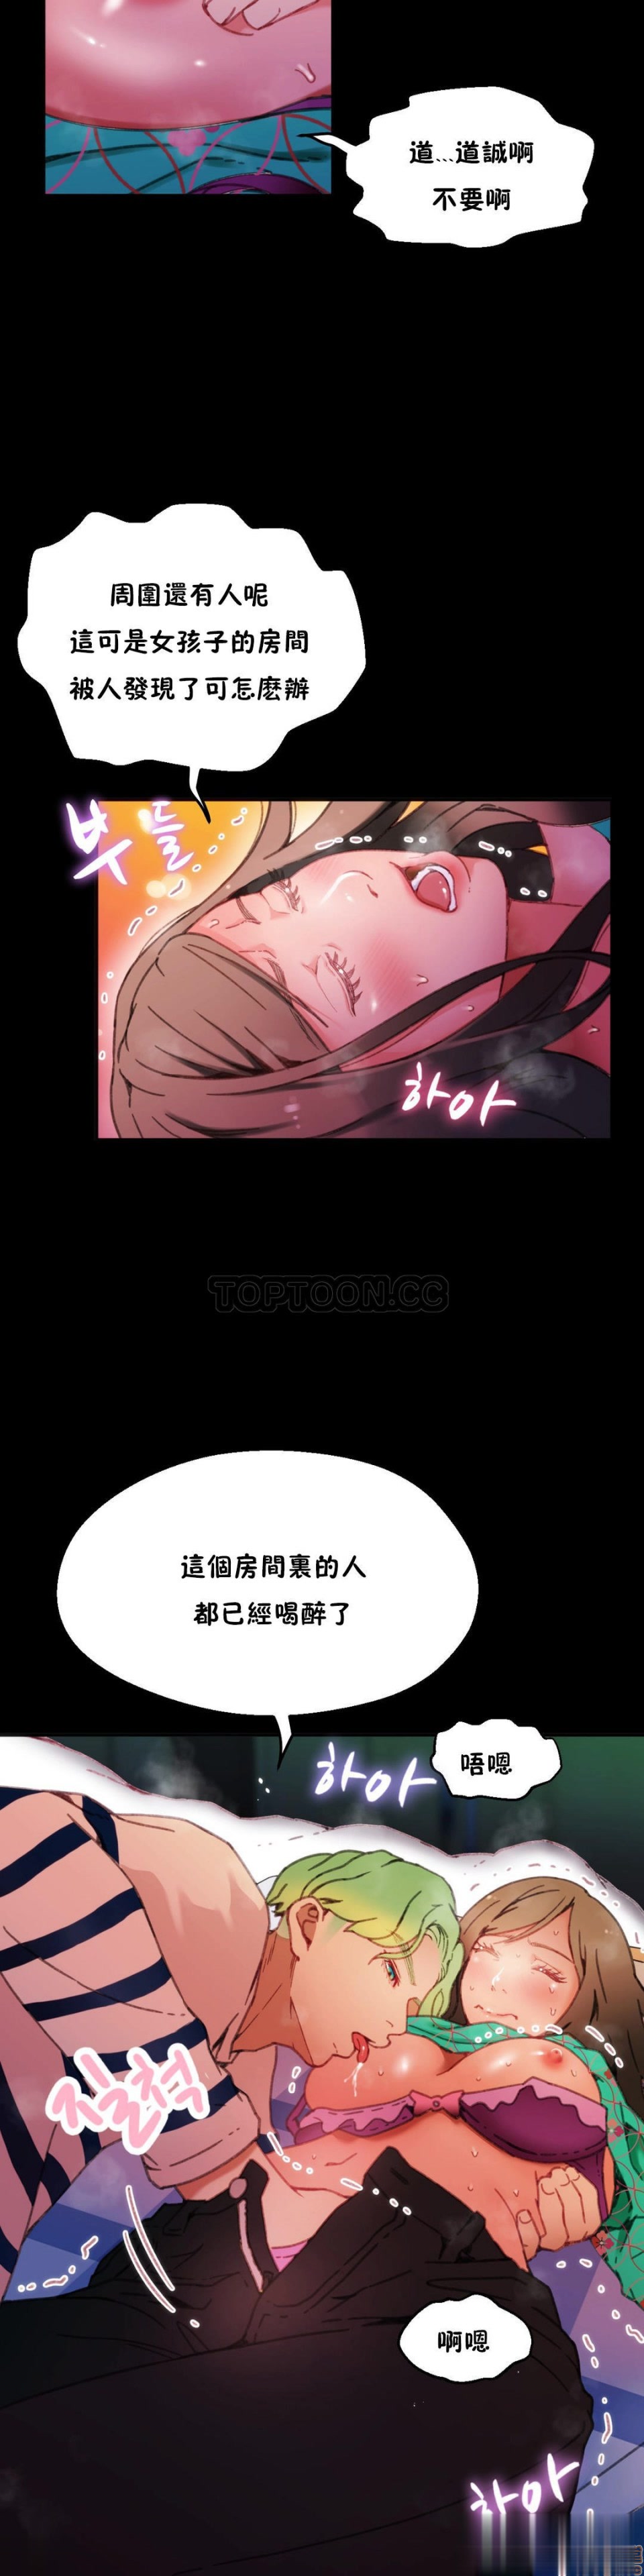 道...道誠啊
不要啊
周圍還有人呢
這可是女孩子的房間
被人發現了可怎麽辦
부들
하아
TOPTOON.CC
這個房間裏的人
都已經喝醉了
하아
唔嗯
질척
啊嗯
하아